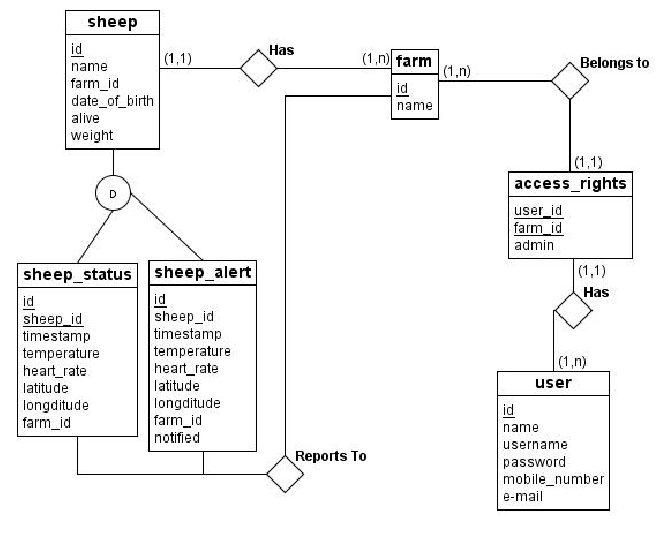 sheep
id
name
farm_id
date_of_birth
alive
weight
(1,1)
Has
(1,n)
farm
id
name
(1,n)
Belongs to
(1,1)
access_rights
user_id
farm_id
admin
(1,1)
Has
(1,n)
user
id
name
username
password
mobile_number
e-mail
D
sheep_status
id
sheep_id
timestamp
temperature
heart_rate
latitude
longditude
farm_id
sheep_alert
id
sheep_id
timestamp
temperature
heart_rate
latitude
longditude
farm_id
notified
Reports To